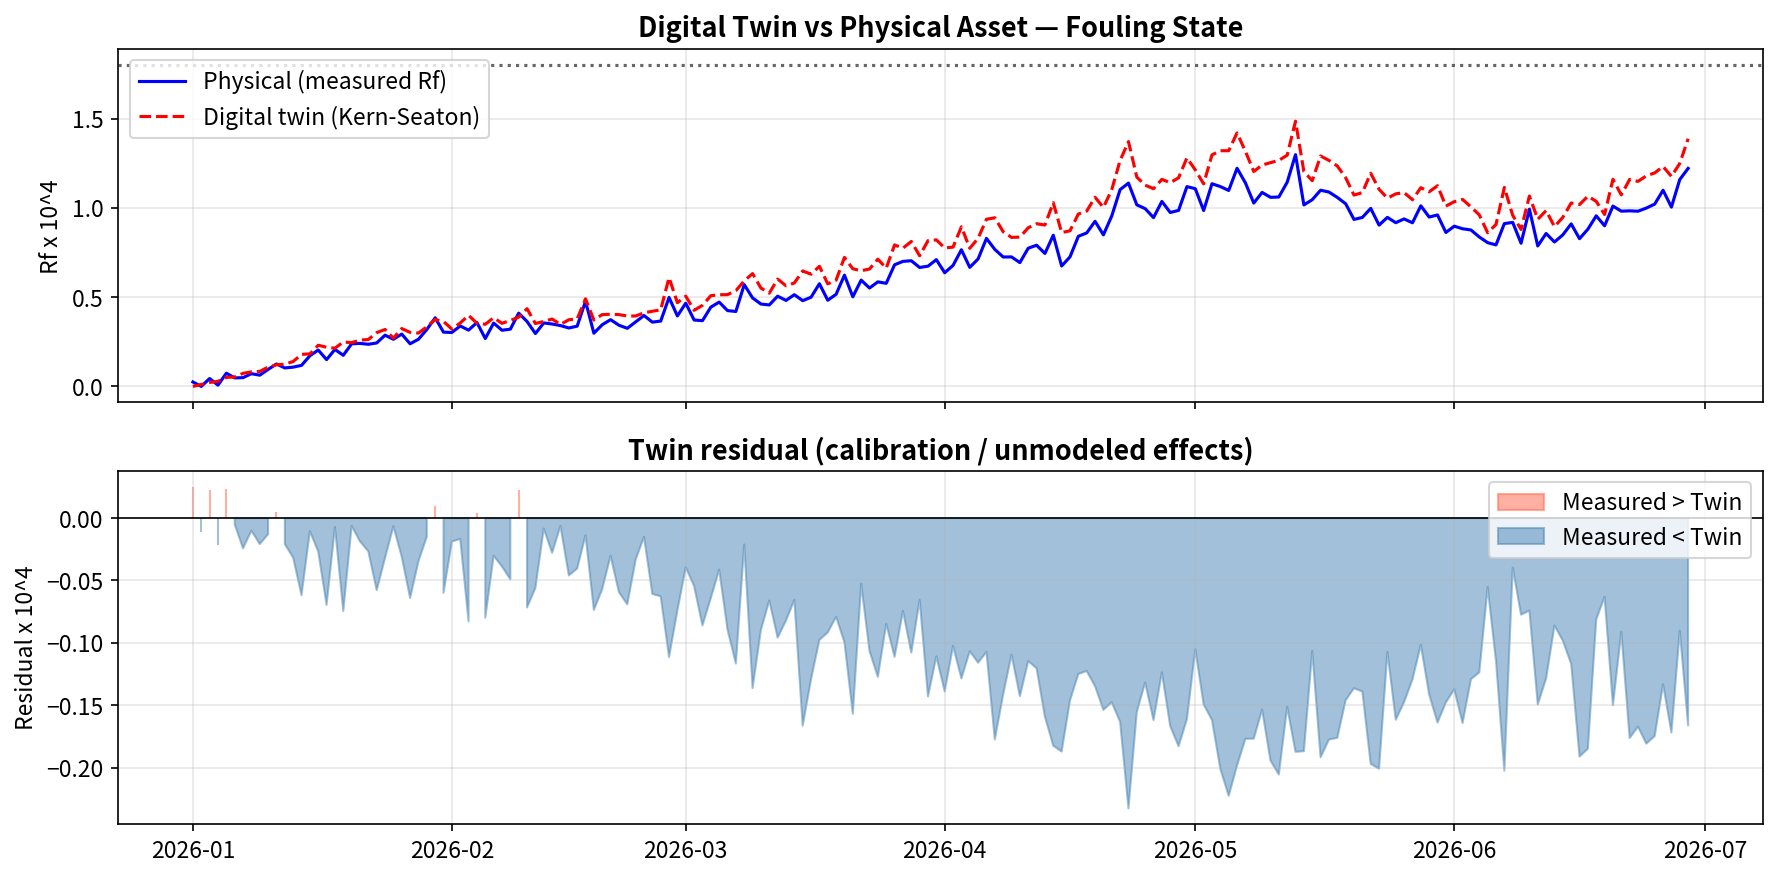 Digital Twin vs Physical Asset — Fouling State
Rf x 10^4
1.5
1.0
0.5
0.0
Physical (measured Rf)
Digital twin (Kern-Seaton)
Twin residual (calibration / unmodeled effects)
Residual x 10^4
0.00
−0.05
−0.10
−0.15
−0.20
Measured > Twin
Measured < Twin
2026-01
2026-02
2026-03
2026-04
2026-05
2026-06
2026-07